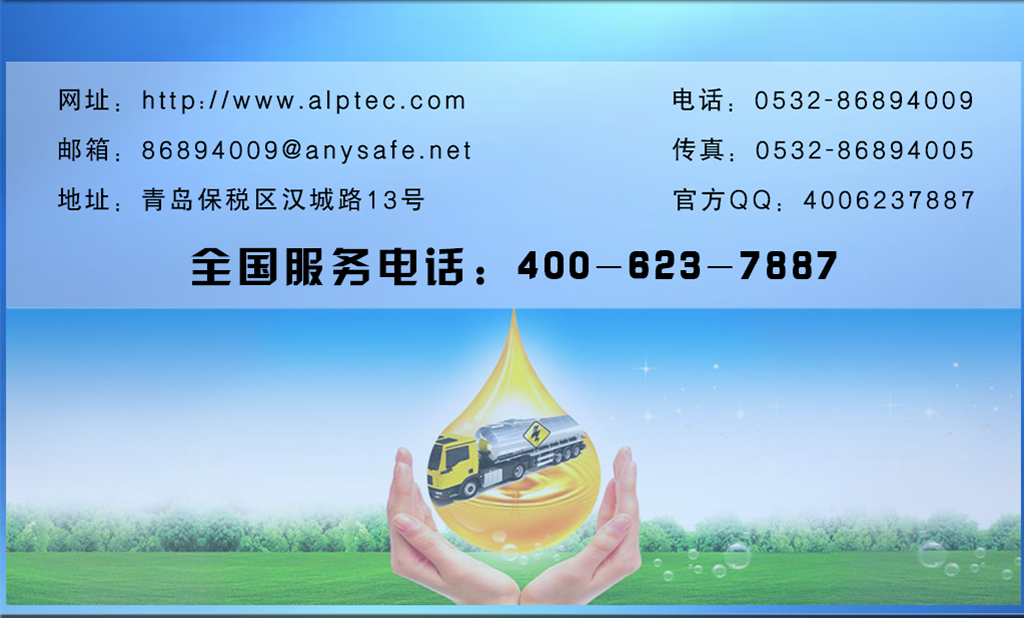 网址：http://www.alptec.com
电话：0532-86894009
邮箱：86894009@anysafe.net
传真：0532-86894005
地址：青岛保税区汉城路13号
官方QQ：4006237887
全国服务电话：400-623-7887